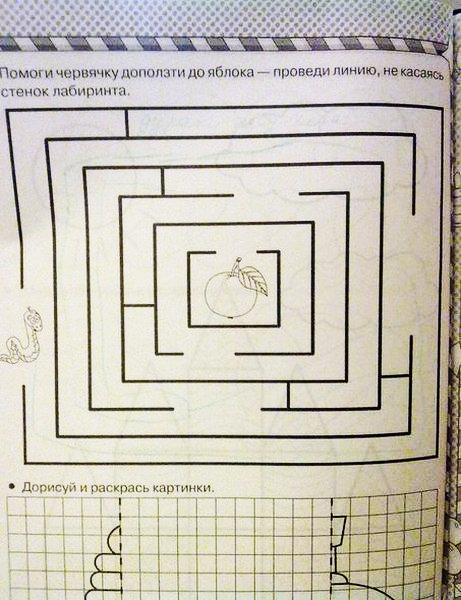 Помоги червячку доползти до яблока — проведи линию, не касаясь
стенок лабиринта.
• Дорисуй и раскрась картинки.